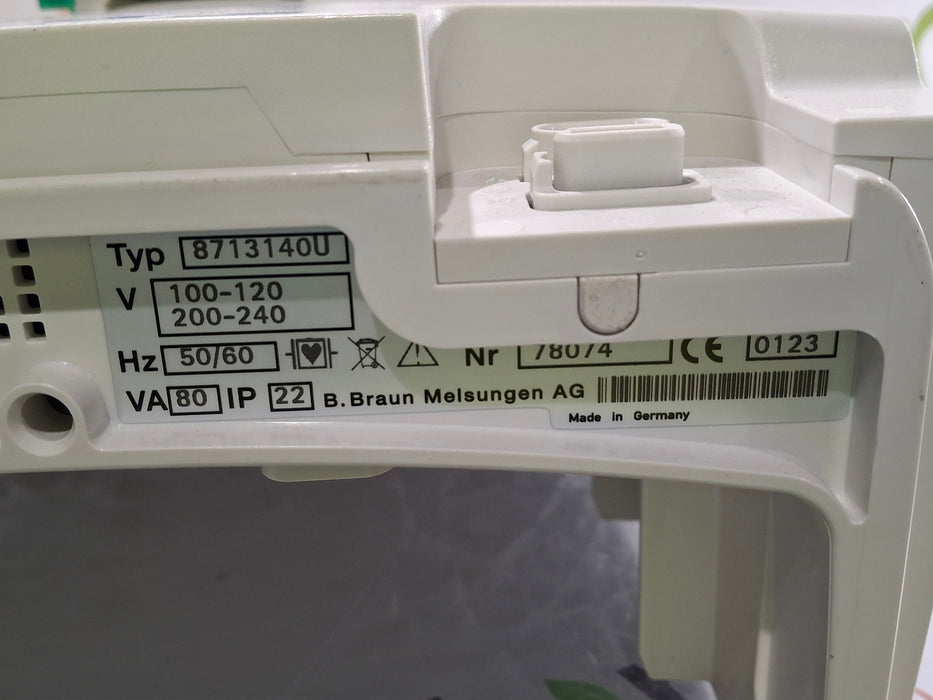 Typ 8713140U
V 100-120
200-240
Hz 50/60 Nr 78074 CE 0123
VA 80 IP 22 B.Braun Melsungen AG
Made in Germany